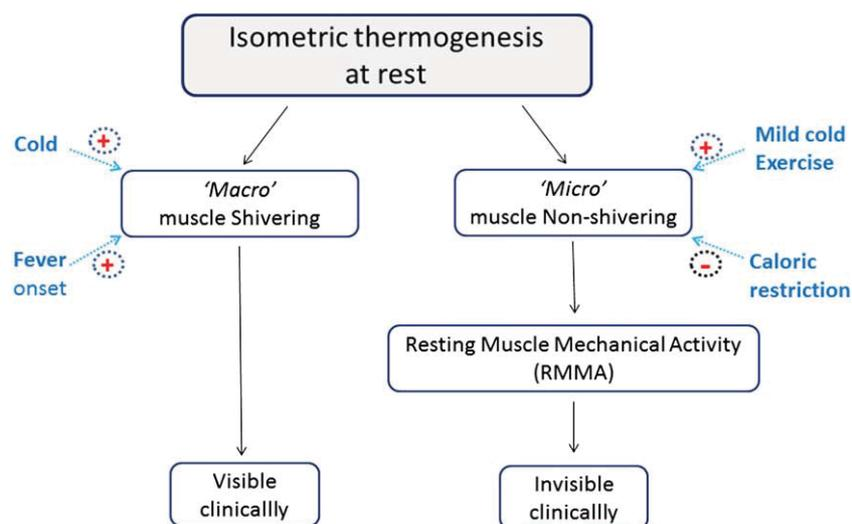 Isometric thermogenesis
at rest
Cold
+
Mild cold
Exercise
+
'Macro'
muscle Shivering
'Micro'
muscle Non-shivering
Fever
onset
+
Caloric
restriction
-
Resting Muscle Mechanical Activity
(RMMA)
Visible
clinicallly
Invisible
clinicallly